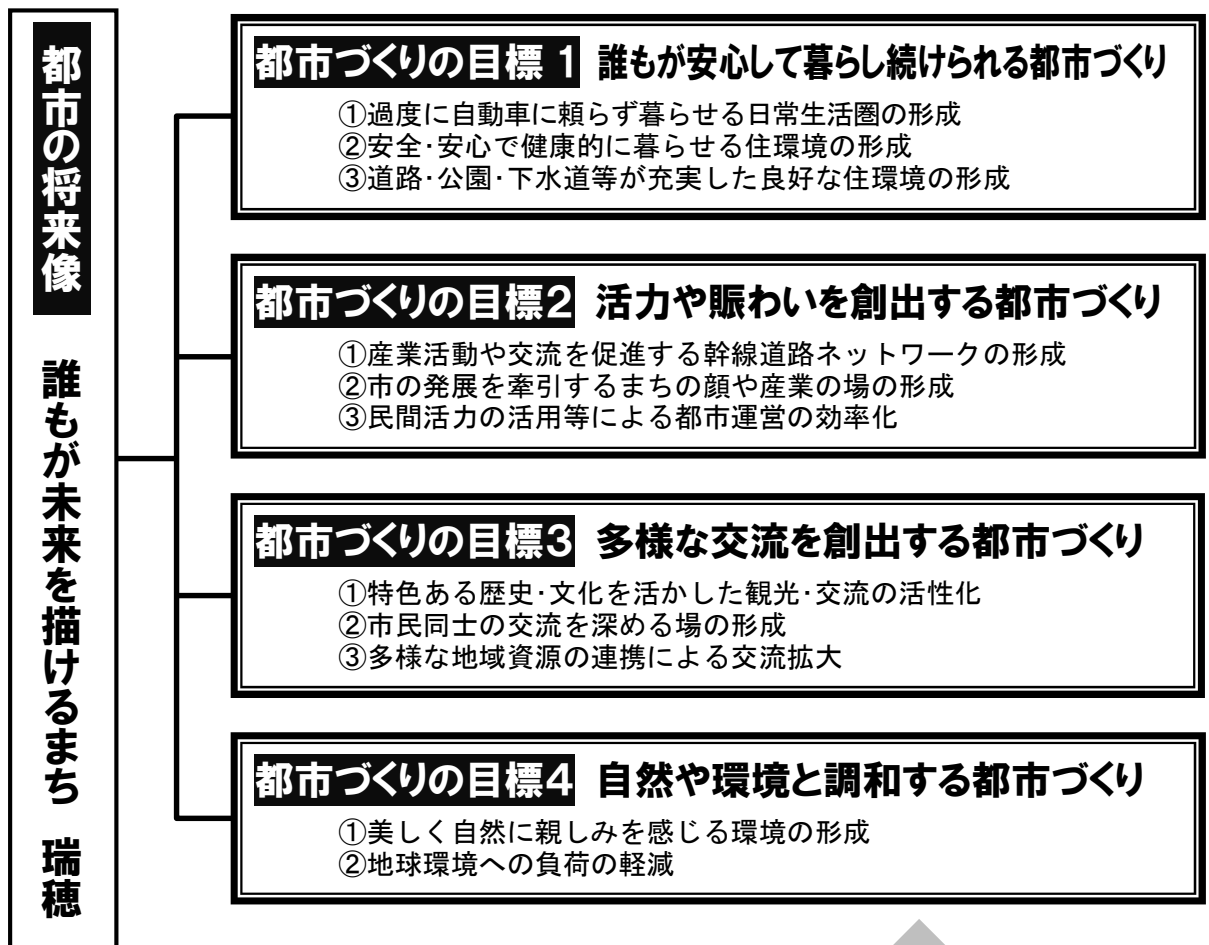 都市の将来像　誰もが未来を描けるまち　瑞穂
都市づくりの目標1 誰もが安心して暮らし続けられる都市づくり
①過度に自動車に頼らず暮らせる日常生活圏の形成
②安全･安心で健康的に暮らせる住環境の形成
③道路･公園･下水道等が充実した良好な住環境の形成
都市づくりの目標2 活力や賑わいを創出する都市づくり
①産業活動や交流を促進する幹線道路ネットワークの形成
②市の発展を牽引するまちの顔や産業の場の形成
③民間活力の活用等による都市運営の効率化
都市づくりの目標3 多様な交流を創出する都市づくり
①特色ある歴史･文化を活かした観光･交流の活性化
②市民同士の交流を深める場の形成
③多様な地域資源の連携による交流拡大
都市づくりの目標4 自然や環境と調和する都市づくり
①美しく自然に親しみを感じる環境の形成
②地球環境への負荷の軽減